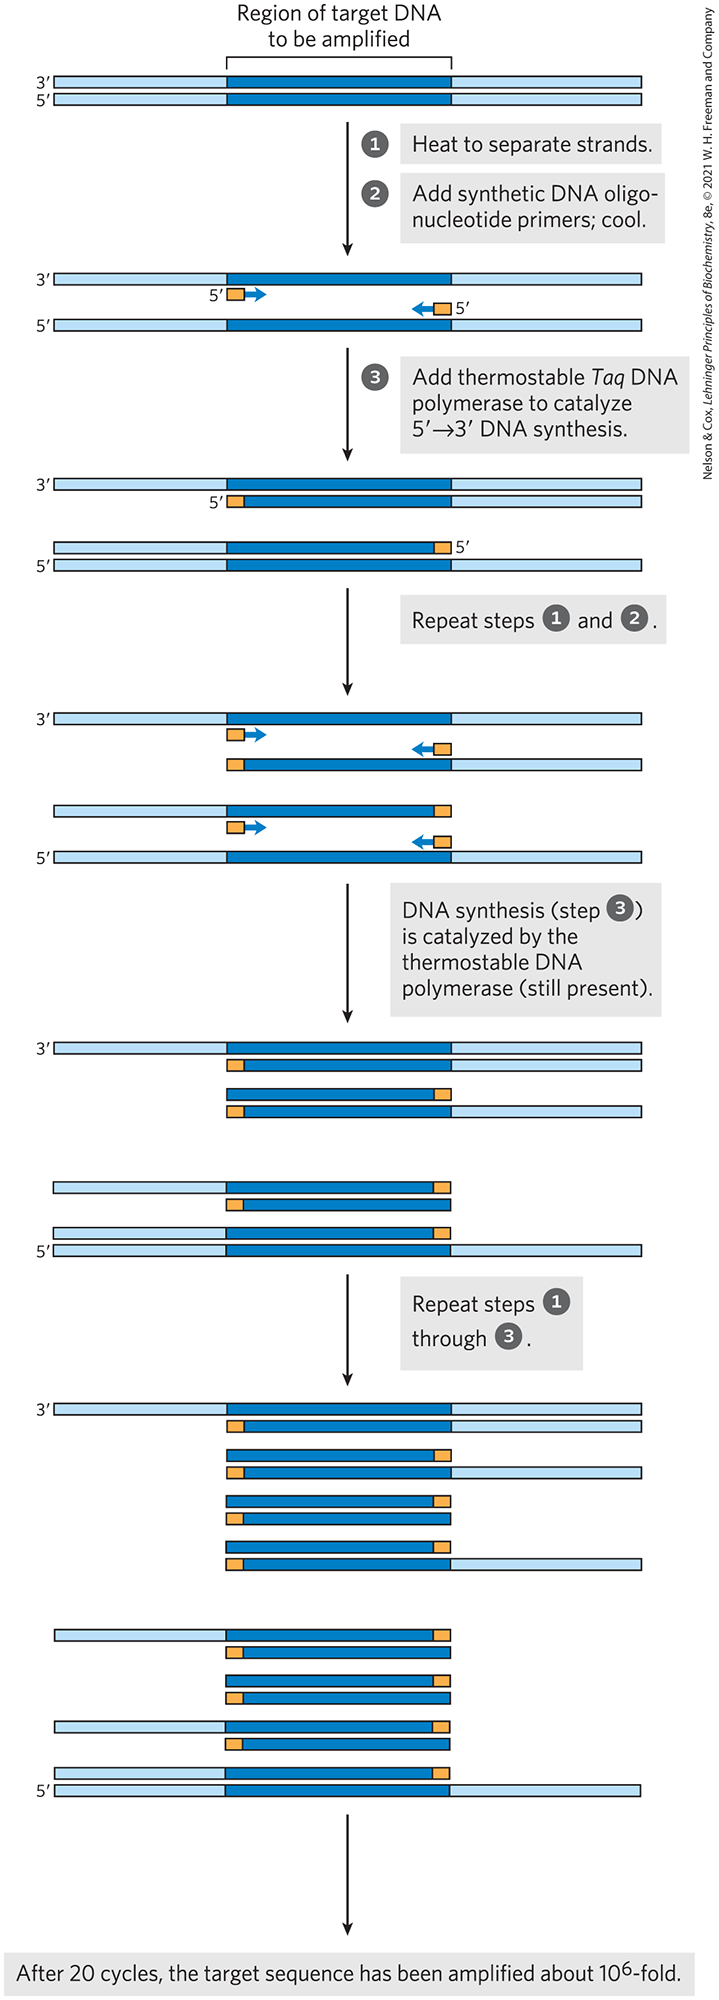 Region of target DNA
to be amplified
3′
5′
1 Heat to separate strands.
2 Add synthetic DNA oligo-
nucleotide primers; cool.
3′
5′
5′
5′
3 Add thermostable Taq DNA
polymerase to catalyze
5′→3′ DNA synthesis.
3′
5′
5′
5′
Repeat steps 1 and 2.
3′
5′
DNA synthesis (step 3)
is catalyzed by the
thermostable DNA
polymerase (still present).
3′
5′
Repeat steps 1
through 3.
3′
5′
After 20 cycles, the target sequence has been amplified about 10⁶-fold.
Nelson & Cox, Lehninger Principles of Biochemistry, 8e, © 2021 W. H. Freeman and Company